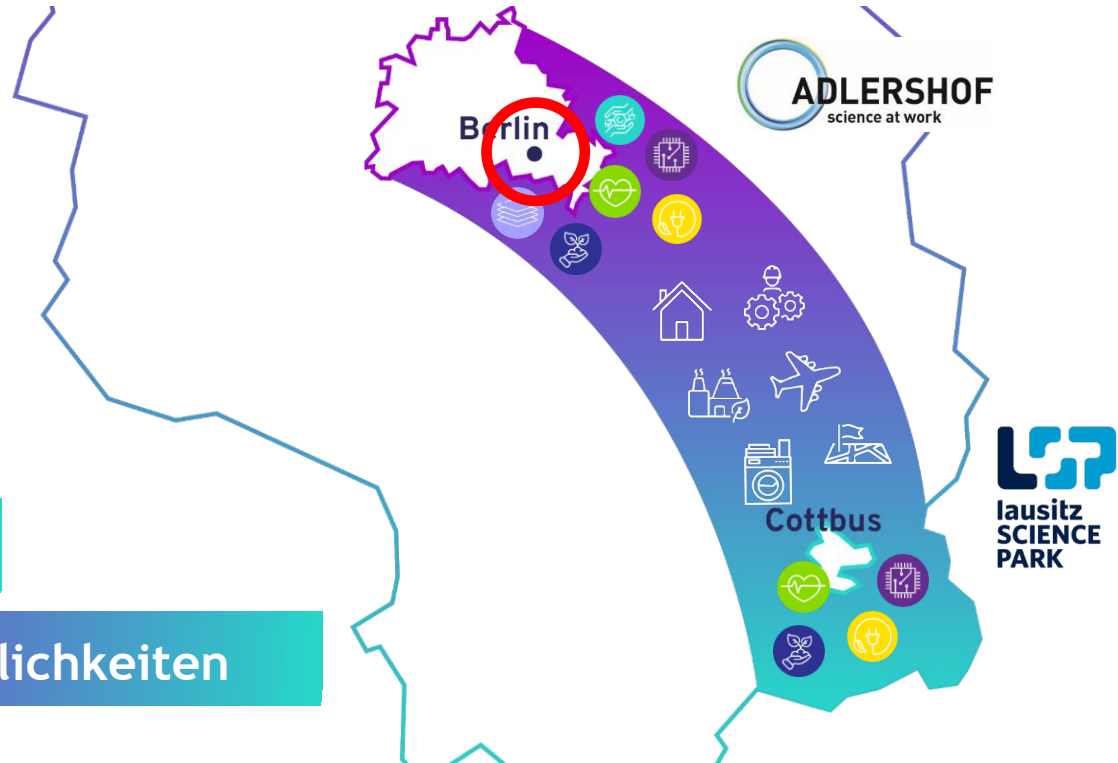 ADLERSHOF
science at work
Berlin
lausitz
SCIENCE
PARK
Cottbus
lichkeiten